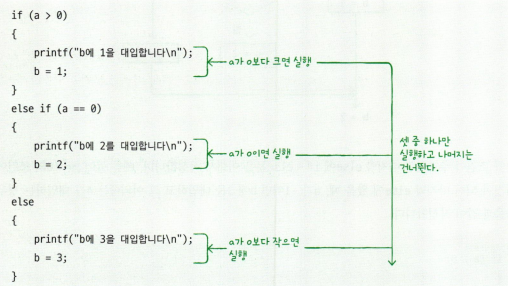 if (a > 0)
{
printf("b에 1을 대입합니다\n");
b = 1;
a가 0보다 크면 실행
}
else if (a == 0)
{
printf("b에 2를 대입합니다\n");
b = 2;
a가 0이면 실행
}
else
{
printf("b에 3을 대입합니다\n");
b = 3;
a가 0보다 작으면
실행
}
셋 중 하나만
실행하고 나머지는
건너뛴다.